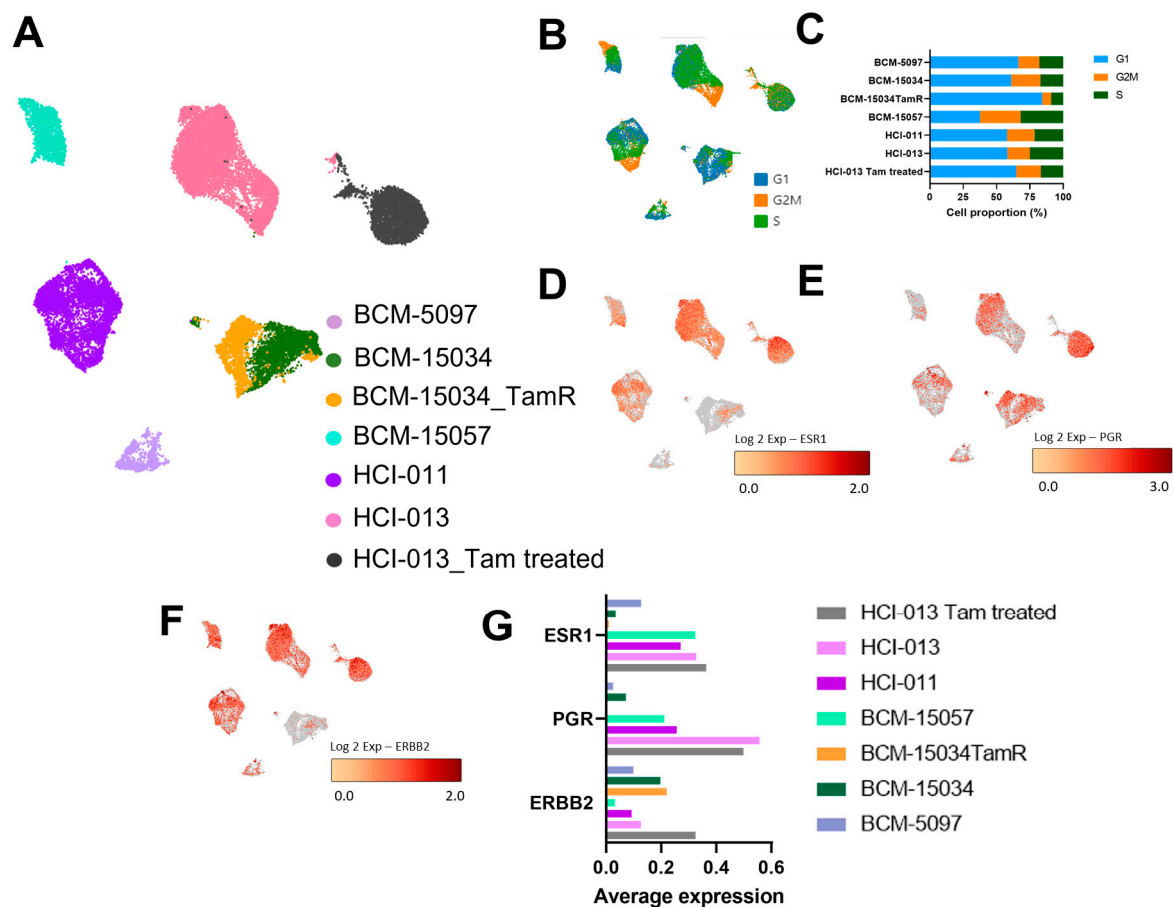 A
BCM-5097
BCM-15034
BCM-15034_TamR
BCM-15057
HCI-011
HCI-013
HCI-013_Tam treated
B
G1
G2M
S
C
BCM-5097
BCM-15034
BCM-15034TamR
BCM-15057
HCI-011
HCI-013
HCI-013 Tam treated
0 25 50 75 100
Cell proportion (%)
G1
G2M
S
D
Log 2 Exp – ESR1
0.0 2.0
E
Log 2 Exp – PGR
0.0 3.0
F
Log 2 Exp – ERBB2
0.0 2.0
G
ESR1
PGR
ERBB2
0.0 0.2 0.4 0.6
Average expression
HCI-013 Tam treated
HCI-013
HCI-011
BCM-15057
BCM-15034TamR
BCM-15034
BCM-5097